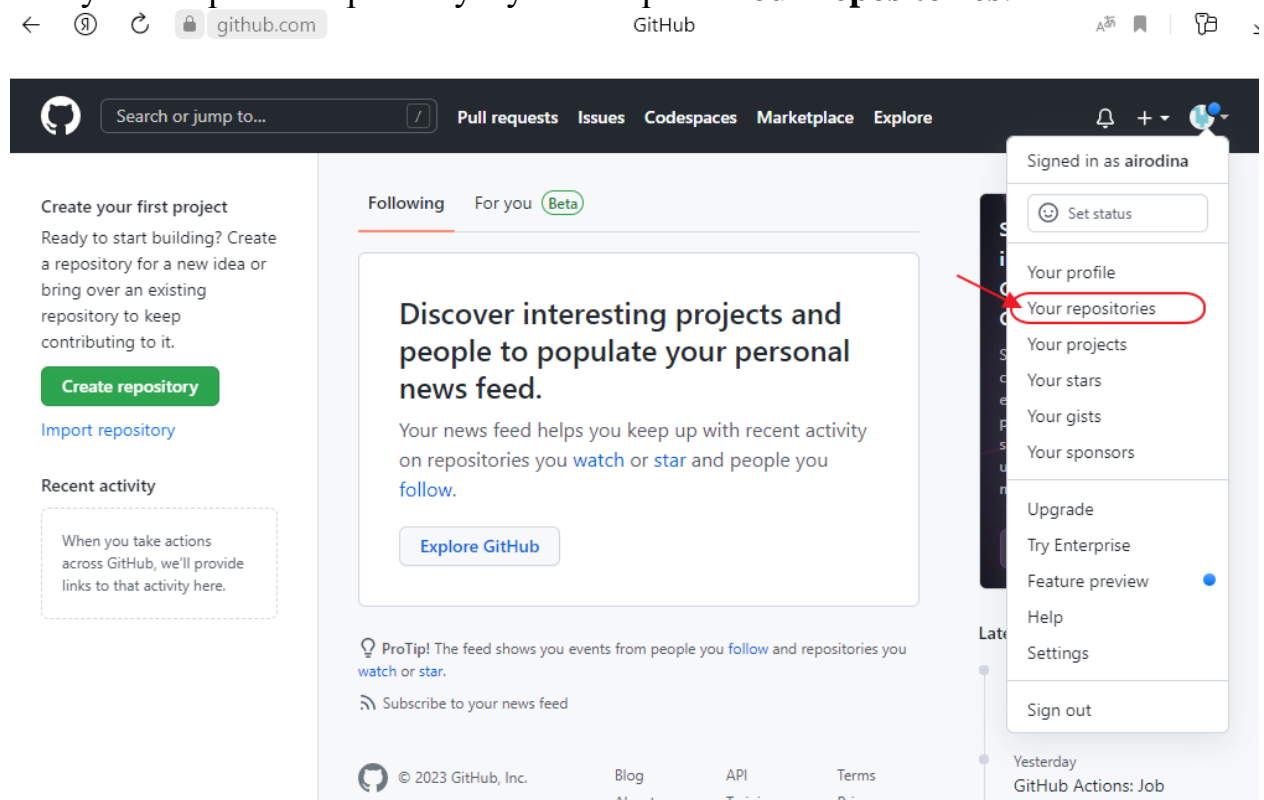 github.com
GitHub
Search or jump to...
/
Pull requests
Issues
Codespaces
Marketplace
Explore
Create your first project
Ready to start building? Create
a repository for a new idea or
bring over an existing
repository to keep
contributing to it.
Create repository
Import repository
Recent activity
When you take actions
across GitHub, we'll provide
links to that activity here.
Following
For you
Beta
Discover interesting projects and
people to populate your personal
news feed.
Your news feed helps you keep up with recent activity
on repositories you watch or star and people you
follow.
Explore GitHub
ProTip! The feed shows you events from people you follow and repositories you
watch or star.
Subscribe to your news feed
© 2023 GitHub, Inc.
Blog
API
Terms
Signed in as airodina
Set status
Your profile
Your repositories
Your projects
Your stars
Your gists
Your sponsors
Upgrade
Try Enterprise
Feature preview
Help
Settings
Sign out
Yesterday
GitHub Actions: Job